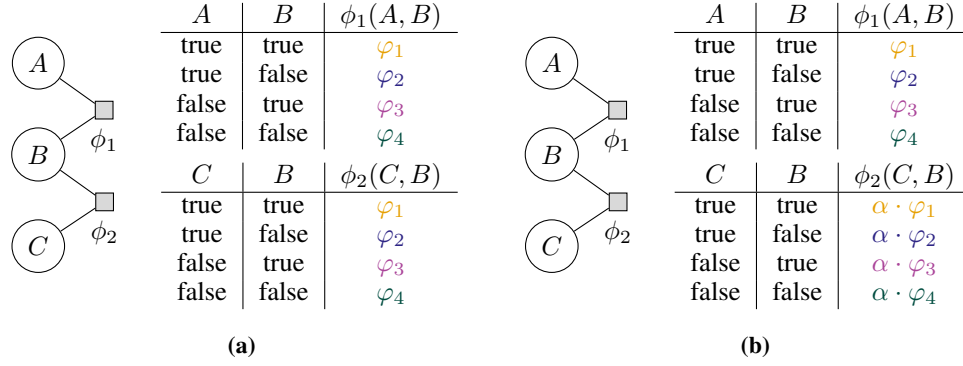 A
B
C
ϕ₁
ϕ₂
A B ϕ₁(A, B)
true true φ₁
true false φ₂
false true φ₃
false false φ₄
C B ϕ₂(C, B)
true true φ₁
true false φ₂
false true φ₃
false false φ₄
(a)
A
B
C
ϕ₁
ϕ₂
A B ϕ₁(A, B)
true true φ₁
true false φ₂
false true φ₃
false false φ₄
C B ϕ₂(C, B)
true true α · φ₁
true false α · φ₂
false true α · φ₃
false false α · φ₄
(b)